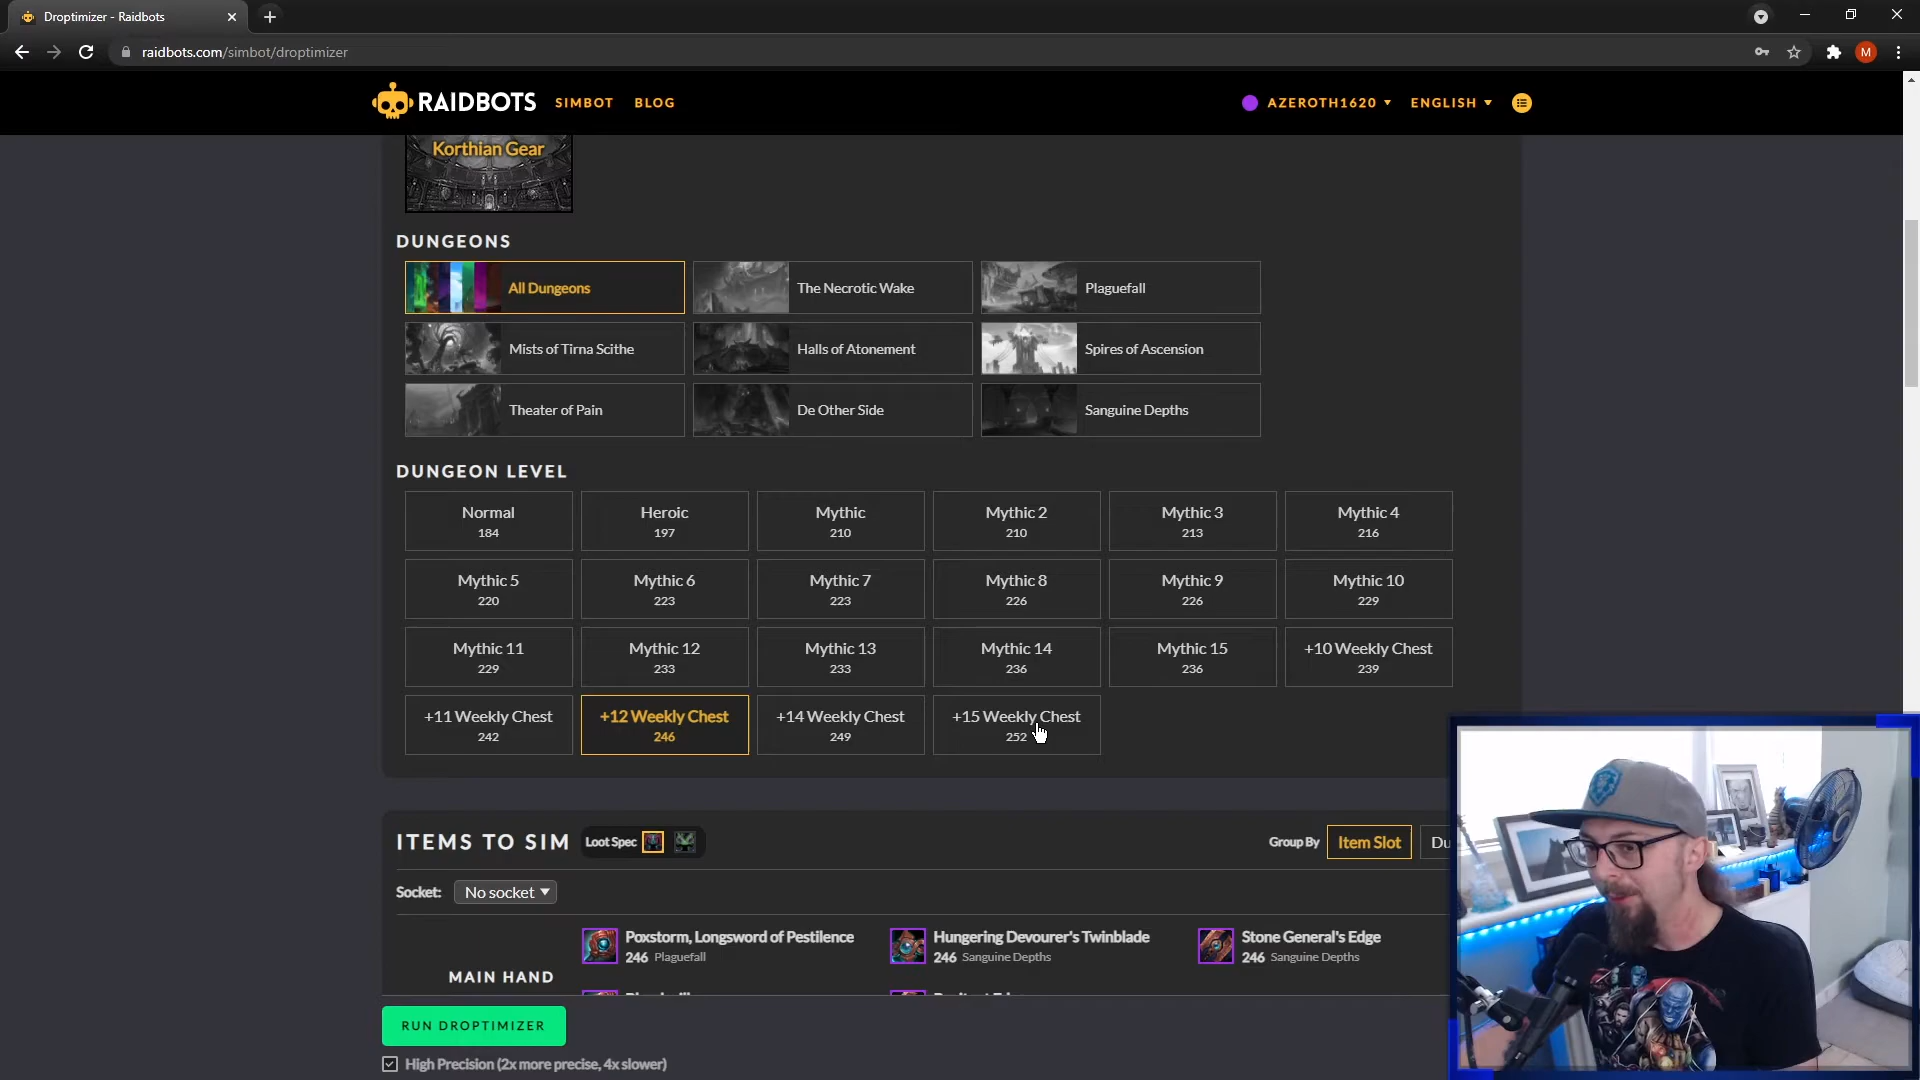 Droptimizer - Raidbots
raidbots.com/simbot/droptimizer
M
RAIDBOTS SIMBOT BLOG AZEROTH1620 ENGLISH
Korthian Gear
DUNGEONS
All Dungeons The Necrotic Wake Plaguefall
Mists of Tirna Scithe Halls of Atonement Spires of Ascension
Theater of Pain De Other Side Sanguine Depths
DUNGEON LEVEL
Normal Heroic Mythic Mythic 2 Mythic 3 Mythic 4
184 197 210 210 213 216
Mythic 5 Mythic 6 Mythic 7 Mythic 8 Mythic 9 Mythic 10
220 223 223 226 226 229
Mythic 11 Mythic 12 Mythic 13 Mythic 14 Mythic 15 +10 Weekly Chest
229 233 233 236 236 239
+11 Weekly Chest +12 Weekly Chest +14 Weekly Chest +15 Weekly Chest
242 246 249 252
ITEMS TO SIM Loot Spec Group By Item Slot Du
Socket: No socket
Poxstorm, Longsword of Pestilence Hungering Devourer's Twinblade Stone General's Edge
246 Plaguefall 246 Sanguine Depths 246 Sanguine Depths
MAIN HAND
RUN DROPTIMIZER
High Precision (2x more precise, 4x slower)